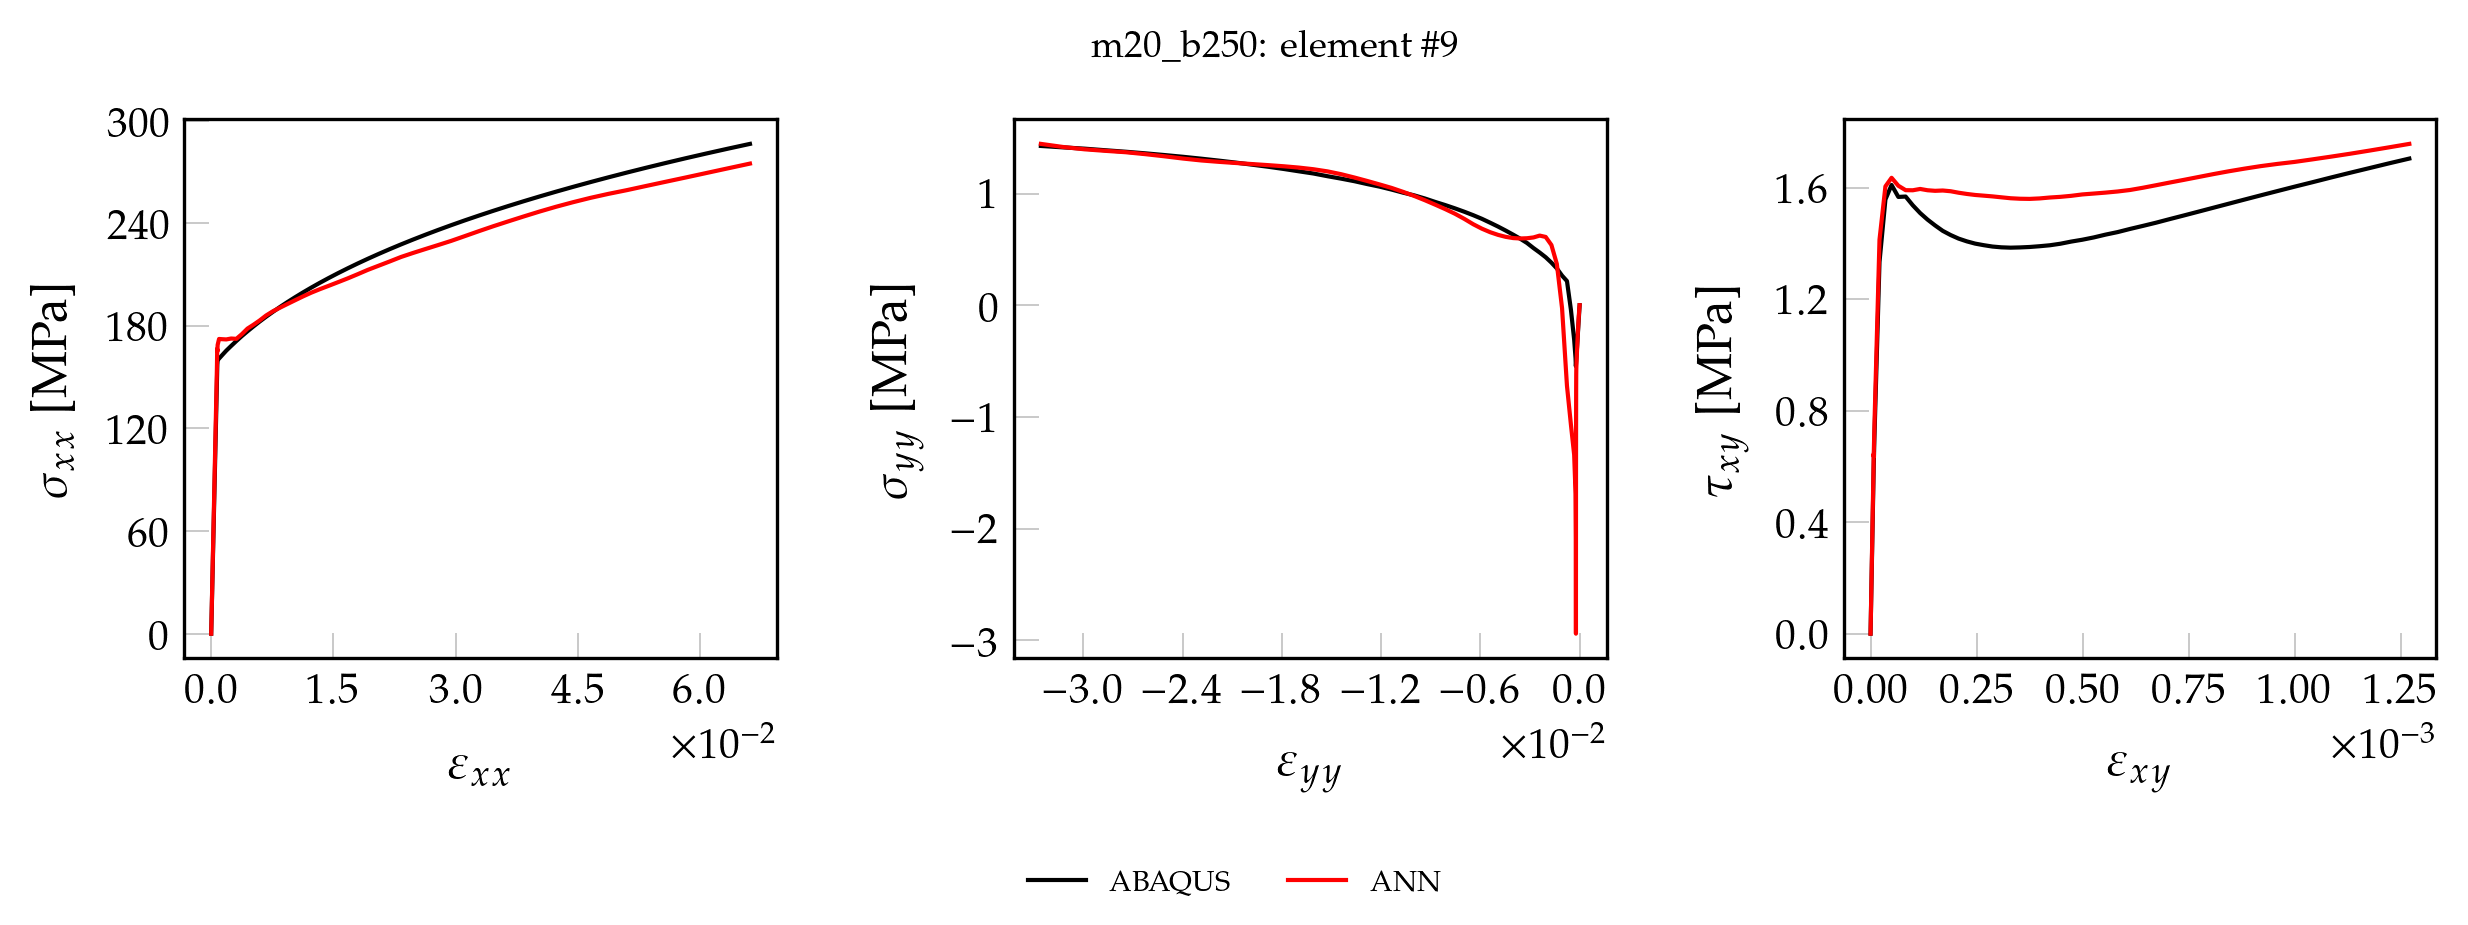 m20_b250: element #9
300
240
180
120
60
0
σxx [MPa]
0.0 1.5 3.0 4.5 6.0
×10−2
εxx
1
0
−1
−2
−3
σyy [MPa]
−3.0 −2.4 −1.8 −1.2 −0.6 0.0
×10−2
εyy
1.6
1.2
0.8
0.4
0.0
τxy [MPa]
0.00 0.25 0.50 0.75 1.00 1.25
×10−3
εxy
ABAQUS ANN